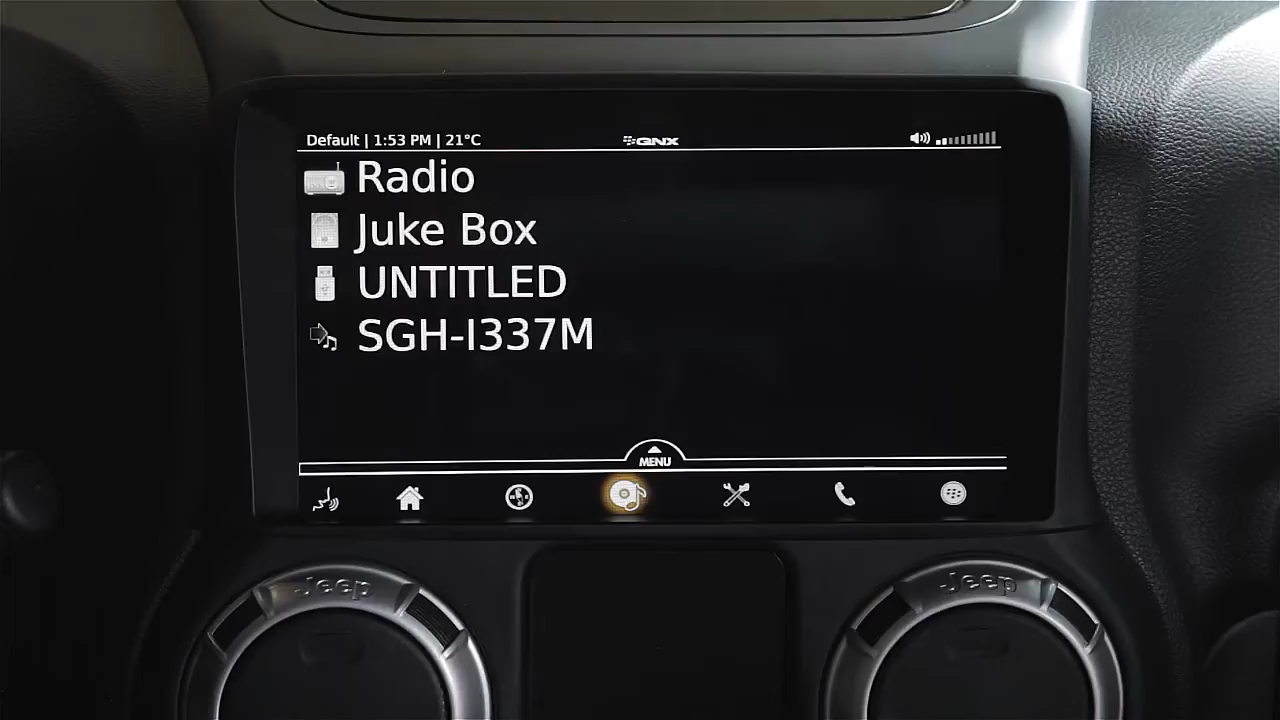 Default | 1:53 PM | 21°C
QNX
Radio
Juke Box
UNTITLED
SGH-I337M
MENU
Jeep
Jeep